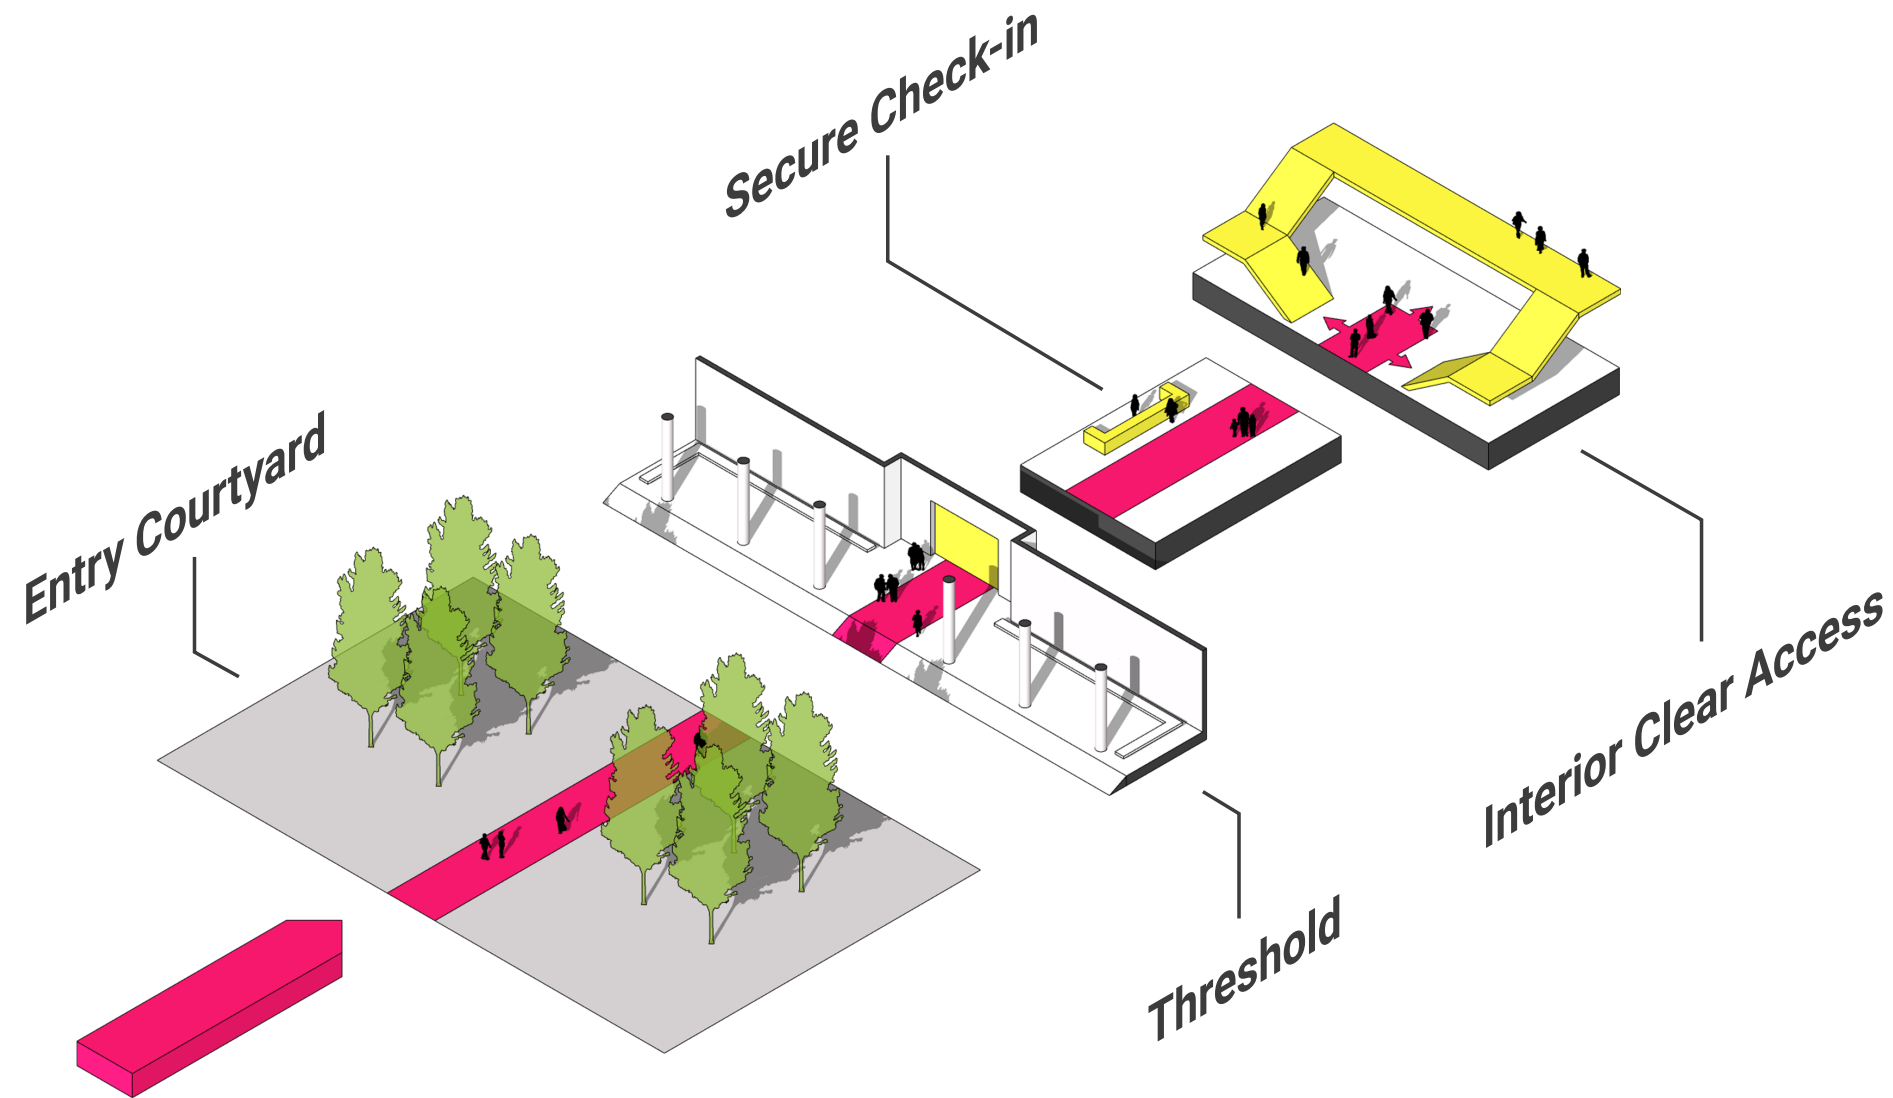 Entry Courtyard
Secure Check-in
Threshold
Interior Clear Access